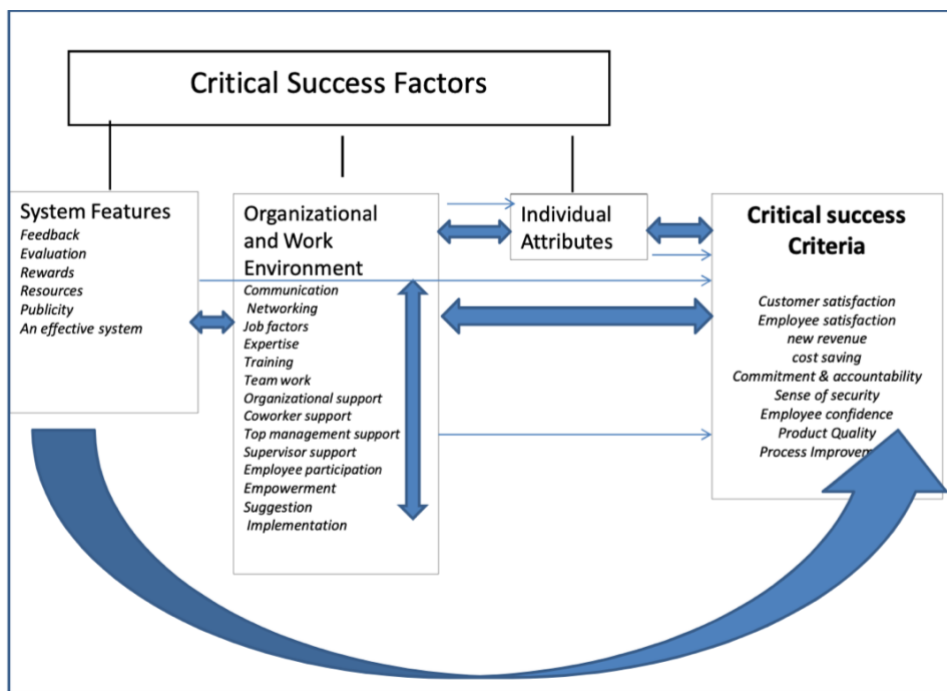 Critical Success Factors
System Features
Feedback
Evaluation
Rewards
Resources
Publicity
An effective system
Organizational
and Work
Environment
Communication
Networking
Job factors
Expertise
Training
Team work
Organizational support
Coworker support
Top management support
Supervisor support
Employee participation
Empowerment
Suggestion
Implementation
Individual
Attributes
Critical success
Criteria
Customer satisfaction
Employee satisfaction
new revenue
cost saving
Commitment & accountability
Sense of security
Employee confidence
Product Quality
Process